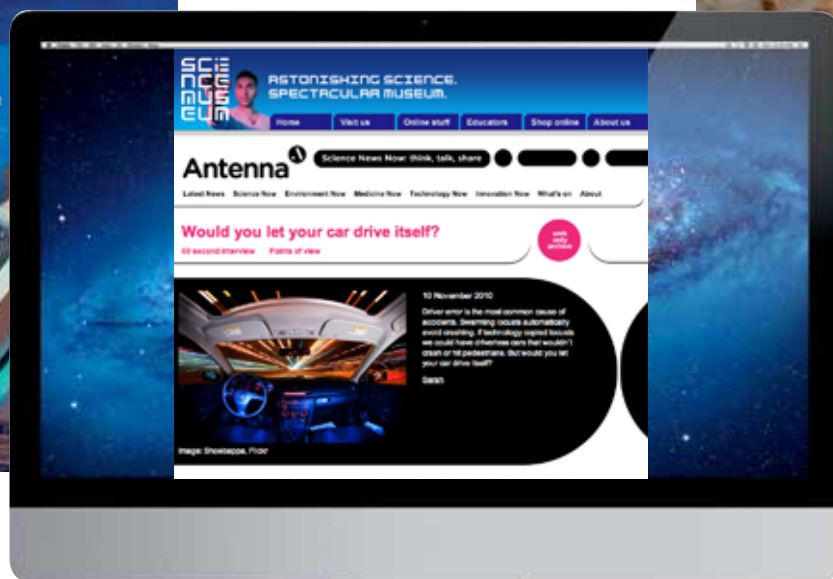 SCIENCE MUSEUM
ASTONISHING SCIENCE.
SPECTACULAR MUSEUM.
Home Visit us Online stuff Educators Shop online About us
Antenna
Science News Now: think, talk, share
Latest News Science Now Environment Now Medicine Now Technology Now Innovation Now What's on About
Would you let your car drive itself?
60 second interview Points of view
web
only
archive
10 November 2010
Driver error is the most common cause of
accidents. Swarming locusts automatically
avoid crashing. If technology copied locusts
we could have driverless cars that wouldn't
crash or hit pedestrians. But would you let
your car drive itself?
Sarah
Image: Flickr